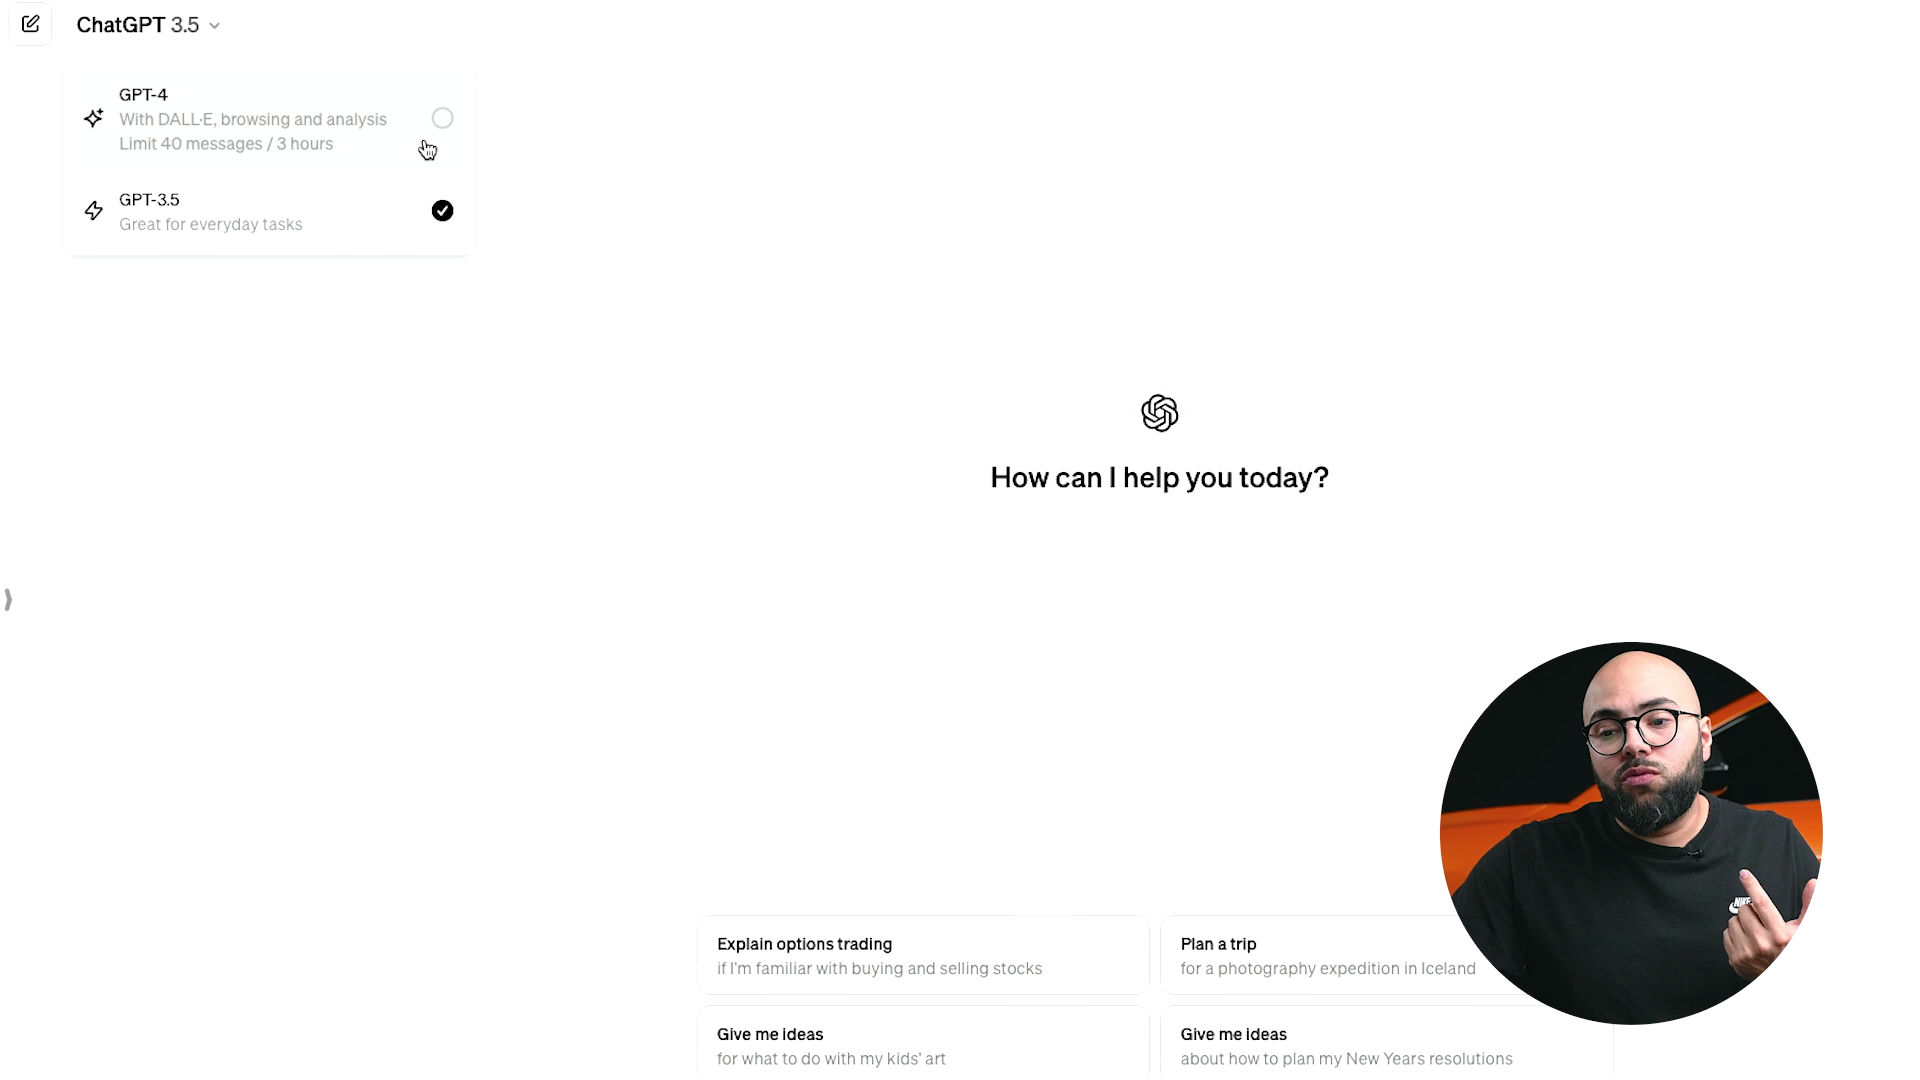 ChatGPT 3.5
GPT-4
With DALL·E, browsing and analysis
Limit 40 messages / 3 hours
GPT-3.5
Great for everyday tasks
How can I help you today?
Explain options trading
if I'm familiar with buying and selling stocks
Plan a trip
for a photography expedition in Iceland
Give me ideas
for what to do with my kids' art
Give me ideas
about how to plan my New Years resolutions
NIKE